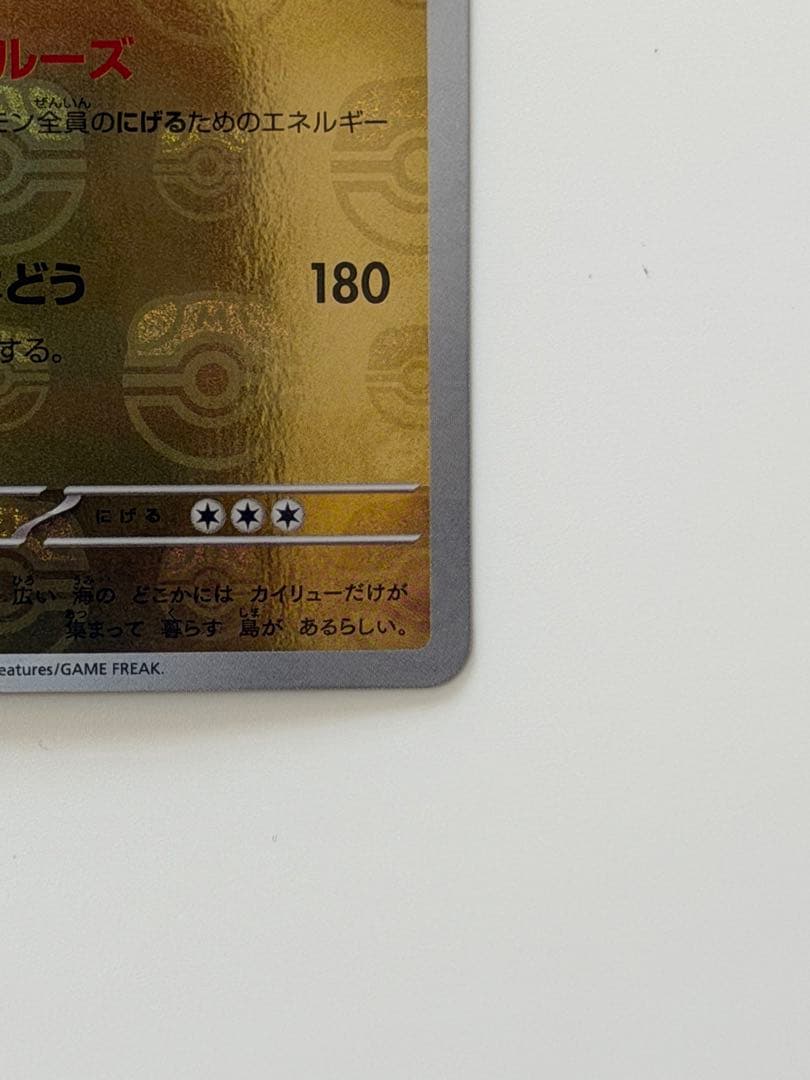 ルーズ
モン全員のにげるためのエネルギー
どう 180
する。
にげる
広い 海の どこかには カイリューだけが
集まって 暮らす 島が あるらしい。
eatures/GAME FREAK.